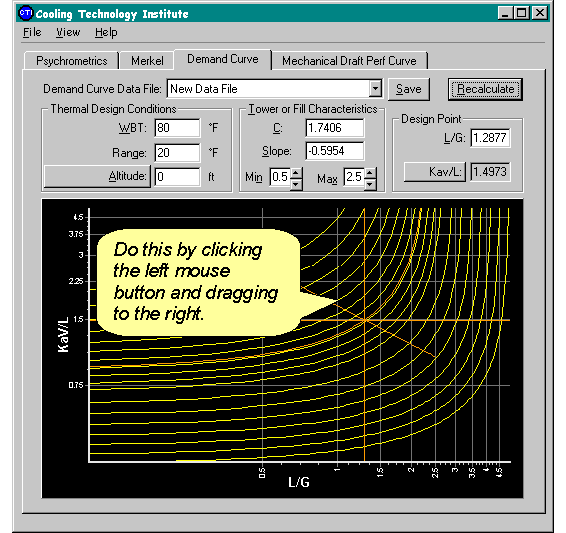 CTI Cooling Technology Institute
File View Help
Psychrometrics Merkel Demand Curve Mechanical Draft Perf Curve
Demand Curve Data File: New Data File Save Recalculate
Thermal Design Conditions
WBT: 80 °F
Range: 20 °F
Altitude: 0 ft
Tower or Fill Characteristics
C: 1.7406
Slope: -0.5954
Min 0.5 Max 2.5
Design Point
L/G: 1.2877
Kav/L: 1.4973
4.5
3.75
3
2.25
1.5
0.75
KaV/L
Do this by clicking
the left mouse
button and dragging
to the right.
0.5 1 1.5 2 2.5 3 3.5 4 4.5
L/G